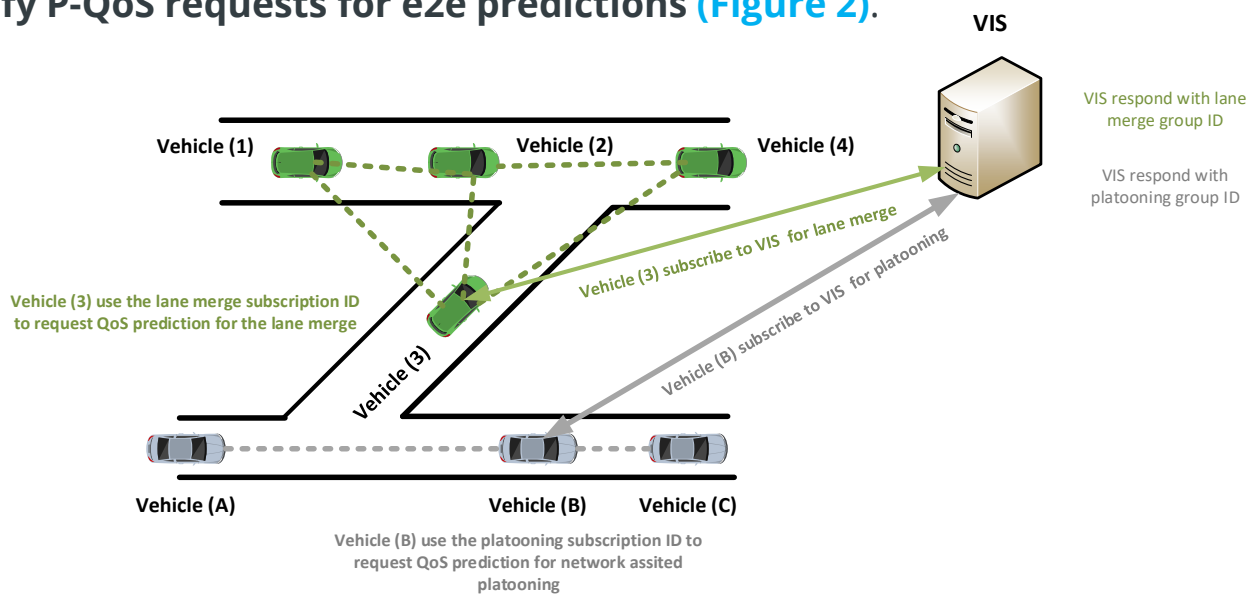 fy P-QoS requests for e2e predictions (Figure 2).
VIS
VIS respond with lane
merge group ID
VIS respond with
platooning group ID
Vehicle (1)
Vehicle (2)
Vehicle (4)
Vehicle (3) subscribe to VIS for lane merge
Vehicle (B) subscribe to VIS for platooning
Vehicle (3) use the lane merge subscription ID
to request QoS prediction for the lane merge
Vehicle (3)
Vehicle (A)
Vehicle (B)
Vehicle (C)
Vehicle (B) use the platooning subscription ID to
request QoS prediction for network assited
platooning